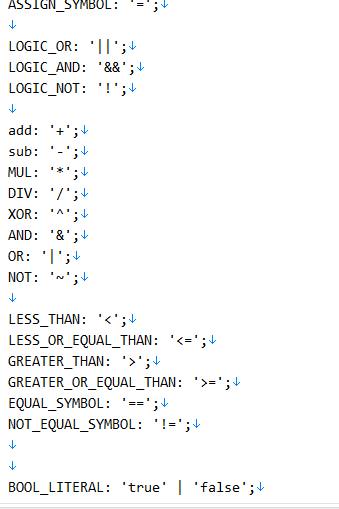 ASSIGN_SYMBOL: '=';↓
↓
LOGIC_OR: '||';↓
LOGIC_AND: '&&';↓
LOGIC_NOT: '!';↓
↓
add: '+';↓
sub: '-';↓
MUL: '*';↓
DIV: '/';↓
XOR: '^';↓
AND: '&';↓
OR: '|';↓
NOT: '~';↓
↓
LESS_THAN: '<';↓
LESS_OR_EQUAL_THAN: '<=';↓
GREATER_THAN: '>';↓
GREATER_OR_EQUAL_THAN: '>=';↓
EQUAL_SYMBOL: '==';↓
NOT_EQUAL_SYMBOL: '!=';↓
↓
↓
BOOL_LITERAL: 'true' | 'false';↓